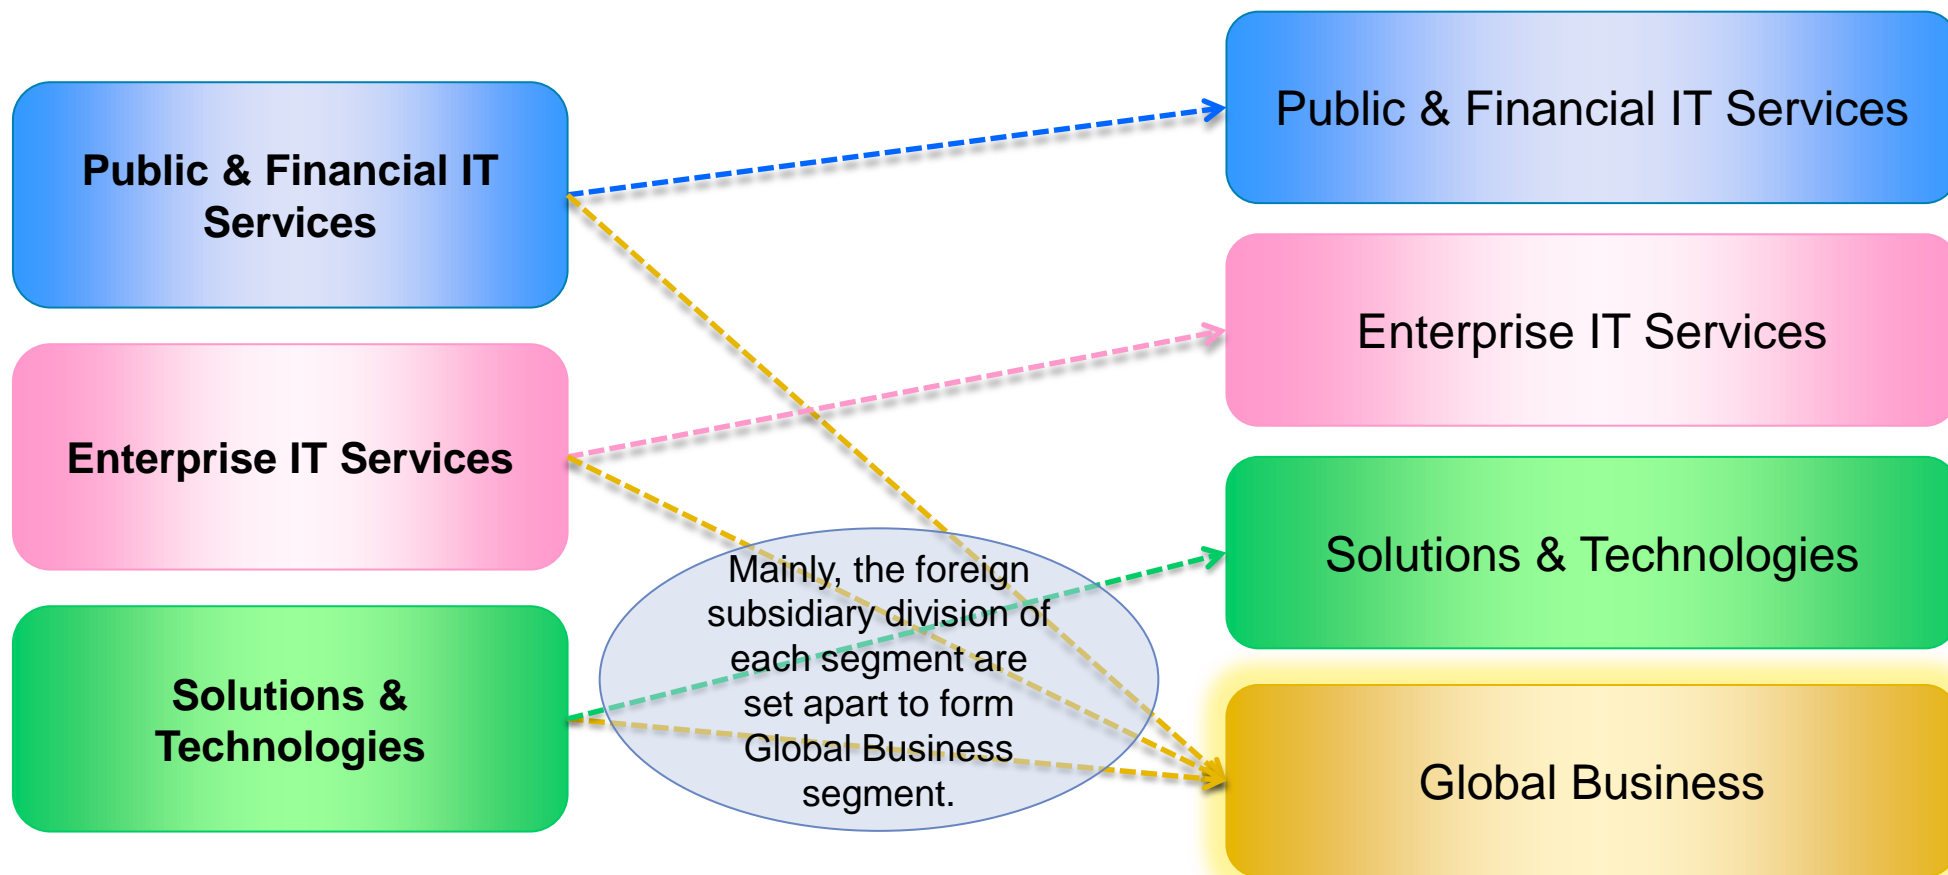 Public & Financial IT
Services
Enterprise IT Services
Solutions &
Technologies
Mainly, the foreign
subsidiary division of
each segment are
set apart to form
Global Business
segment.
Public & Financial IT Services
Enterprise IT Services
Solutions & Technologies
Global Business